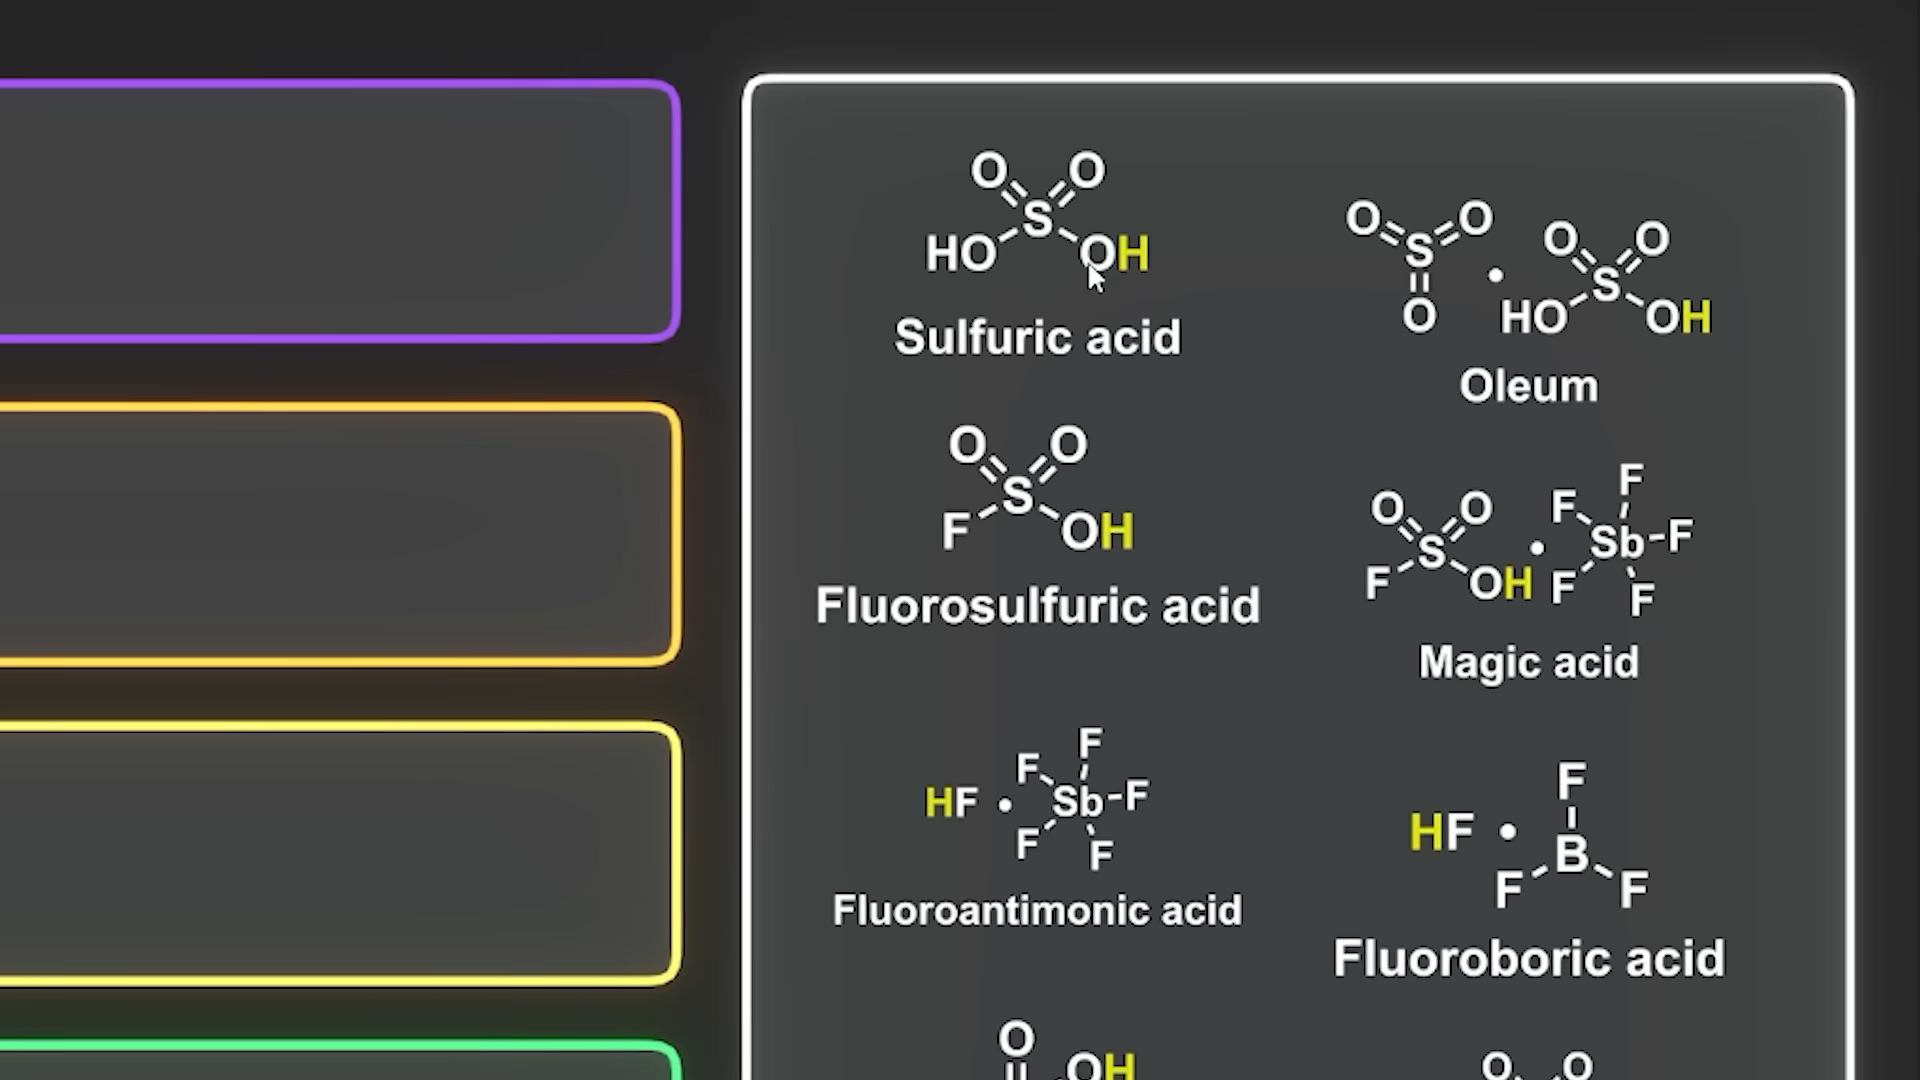 O O
S
HO OH
Sulfuric acid
O O
S
O
O O
S
HO OH
Oleum
O O
S
F OH
Fluorosulfuric acid
O O
S
F OH
F
F
Sb F
F
F
Magic acid
HF
F
F
Sb F
F
F
Fluoroantimonic acid
HF
F
B
F F
Fluoroboric acid
O
OH
O O